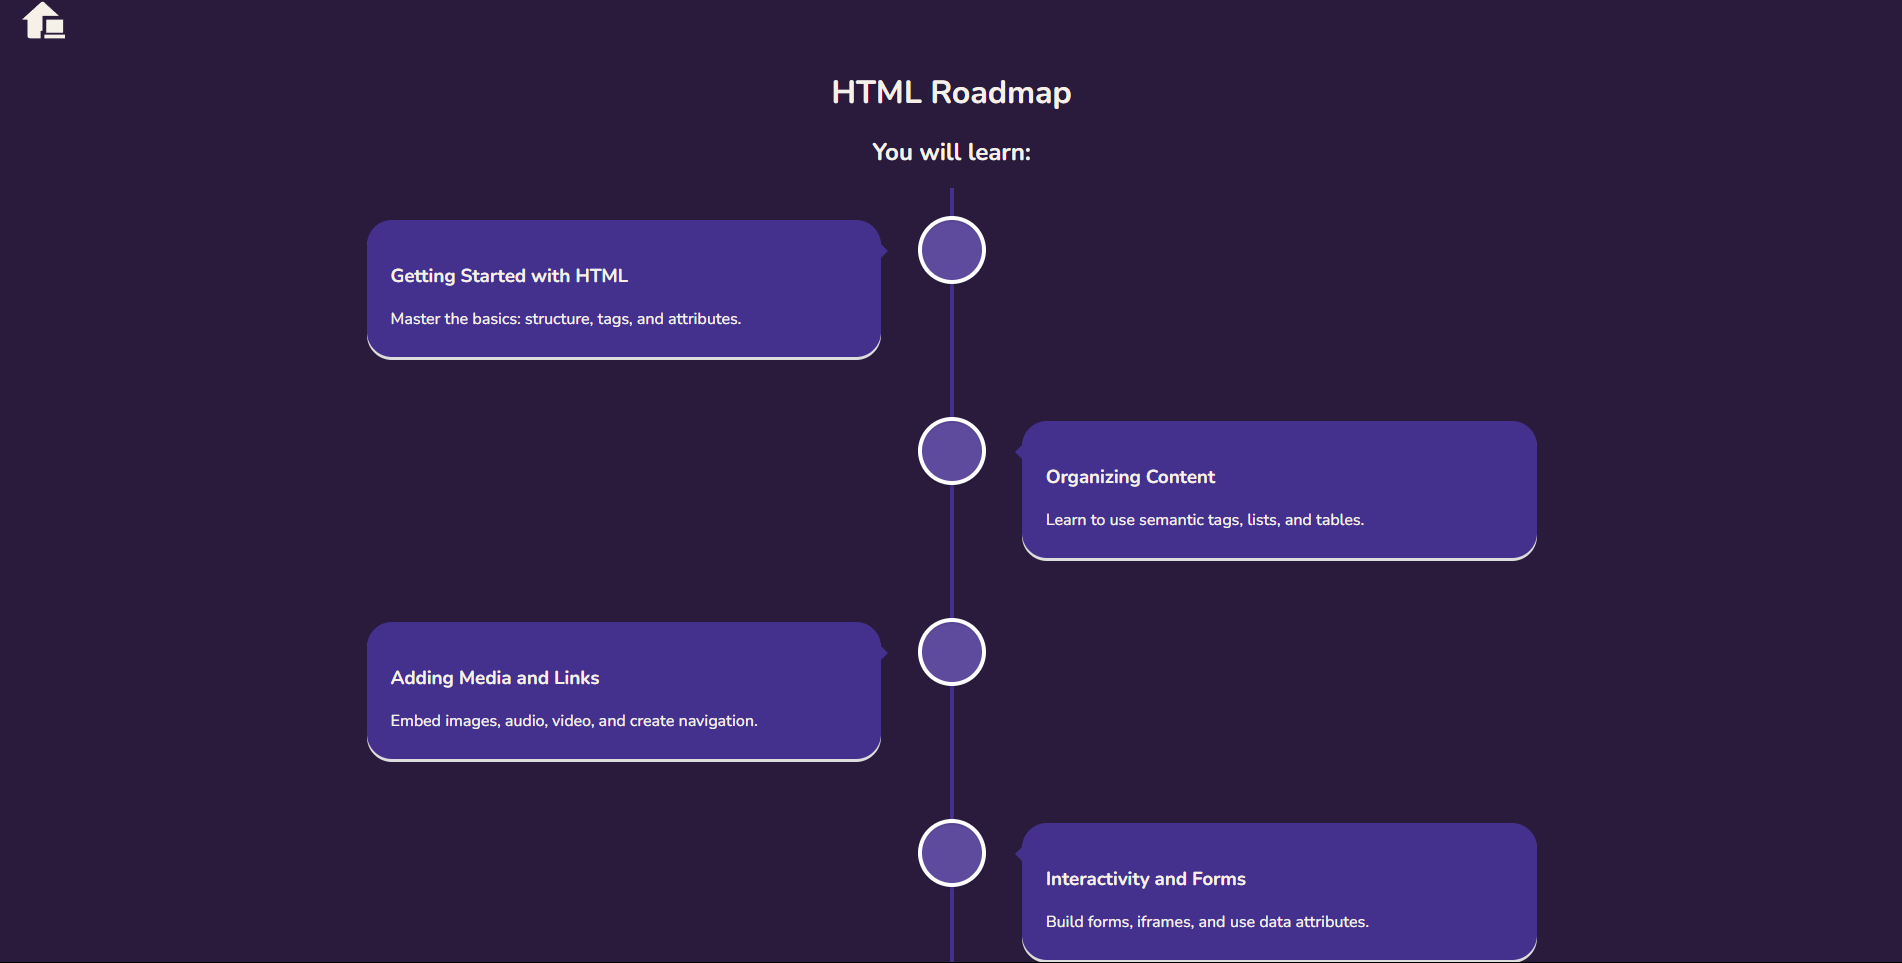 HTML Roadmap
You will learn:
Getting Started with HTML
Master the basics: structure, tags, and attributes.
Organizing Content
Learn to use semantic tags, lists, and tables.
Adding Media and Links
Embed images, audio, video, and create navigation.
Interactivity and Forms
Build forms, iframes, and use data attributes.